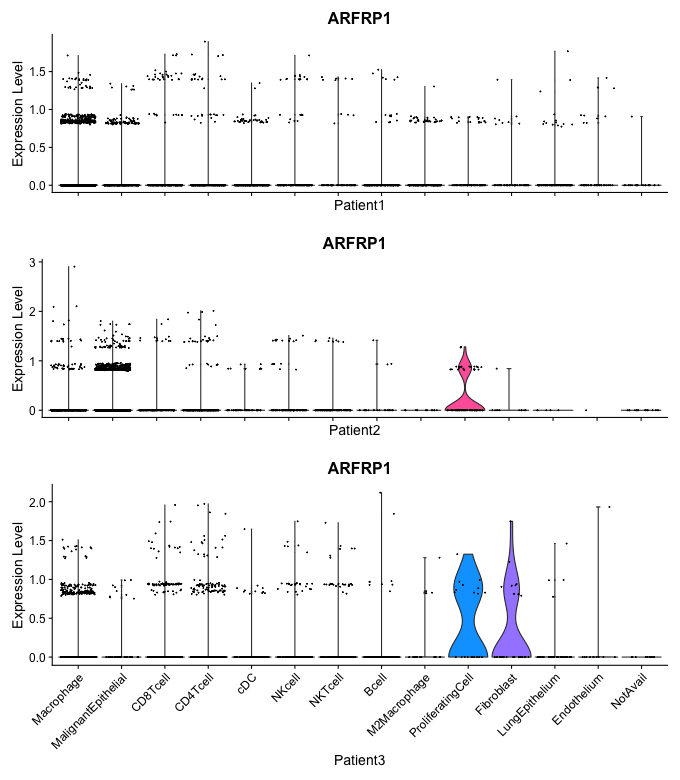 ARFRP1
Expression Level
1.5
1.0
0.5
0.0
Patient1
ARFRP1
Expression Level
3
2
1
0
Patient2
ARFRP1
Expression Level
2.0
1.5
1.0
0.5
0.0
Macrophage
MalignantEpithelial
CD8Tcell
CD4Tcell
cDC
NKcell
NKTcell
Bcell
M2Macrophage
ProliferatingCell
Fibroblast
LungEpithelium
Endothelium
NotAvail
Patient3